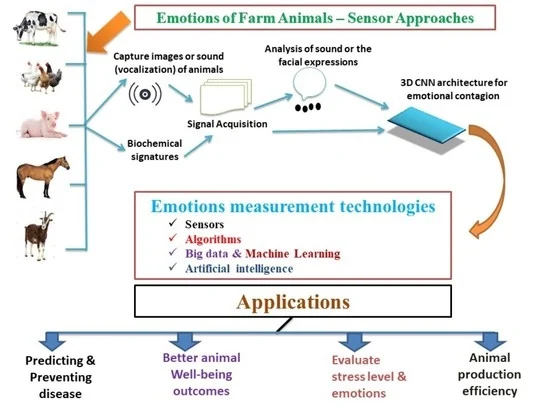 Emotions of Farm Animals – Sensor Approaches
Capture images or sound
(vocalization) of animals
Analysis of sound or the
facial expressions
3D CNN architecture for
emotional contagion
Signal Acquisition
Biochemical
signatures
Emotions measurement technologies
✓ Sensors
✓ Algorithms
✓ Big data & Machine Learning
✓ Artificial intelligence
Applications
Predicting &
Preventing
disease
Better animal
Well-being
outcomes
Evaluate
stress level &
emotions
Animal
production
efficiency